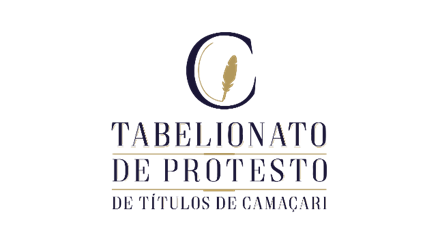 C
TABELIONATO
DE PROTESTO
DE TÍTULOS DE CAMAÇARI